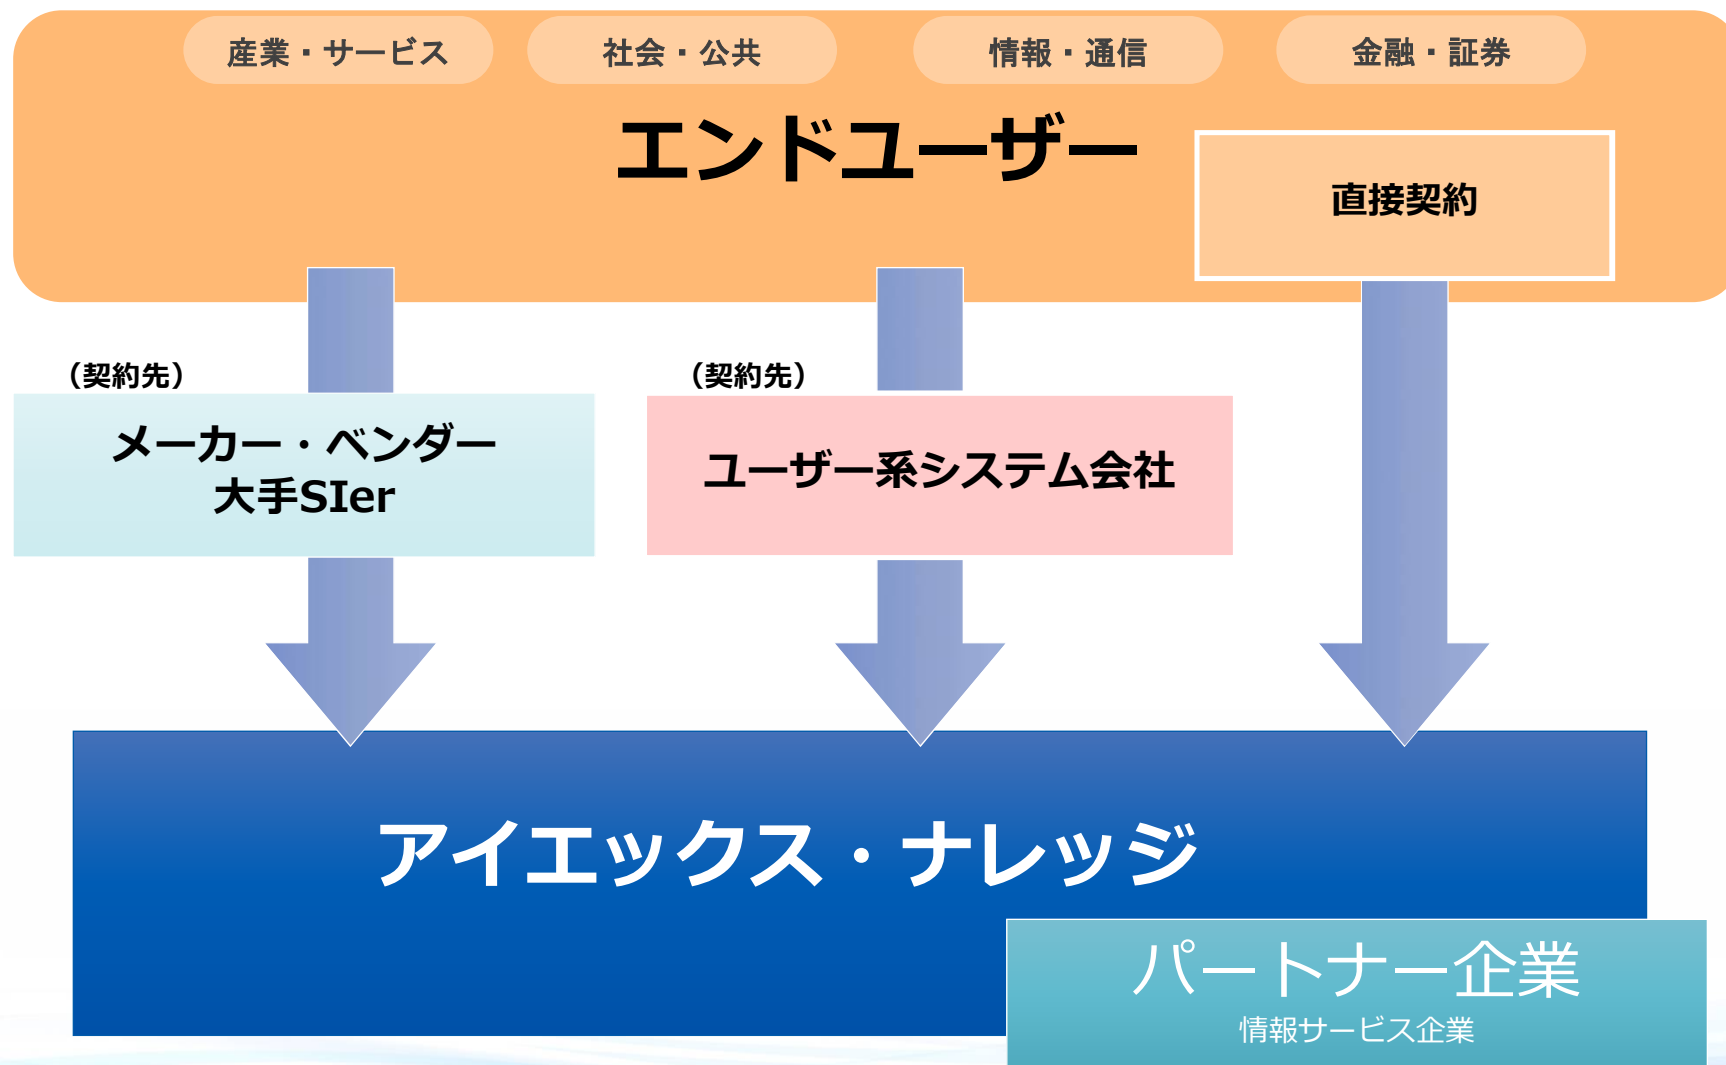 産業・サービス
社会・公共
情報・通信
金融・証券
エンドユーザー
直接契約
（契約先）
（契約先）
メーカー・ベンダー
大手SIer
ユーザー系システム会社
アイエックス・ナレッジ
パートナー企業
情報サービス企業